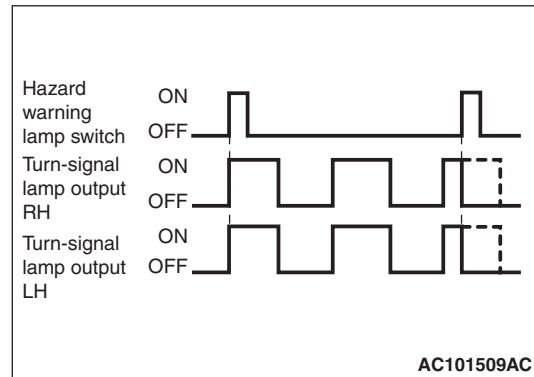 Hazard
warning
lamp switch
ON
OFF
Turn-signal
lamp output
RH
ON
OFF
Turn-signal
lamp output
LH
ON
OFF
AC101509AC